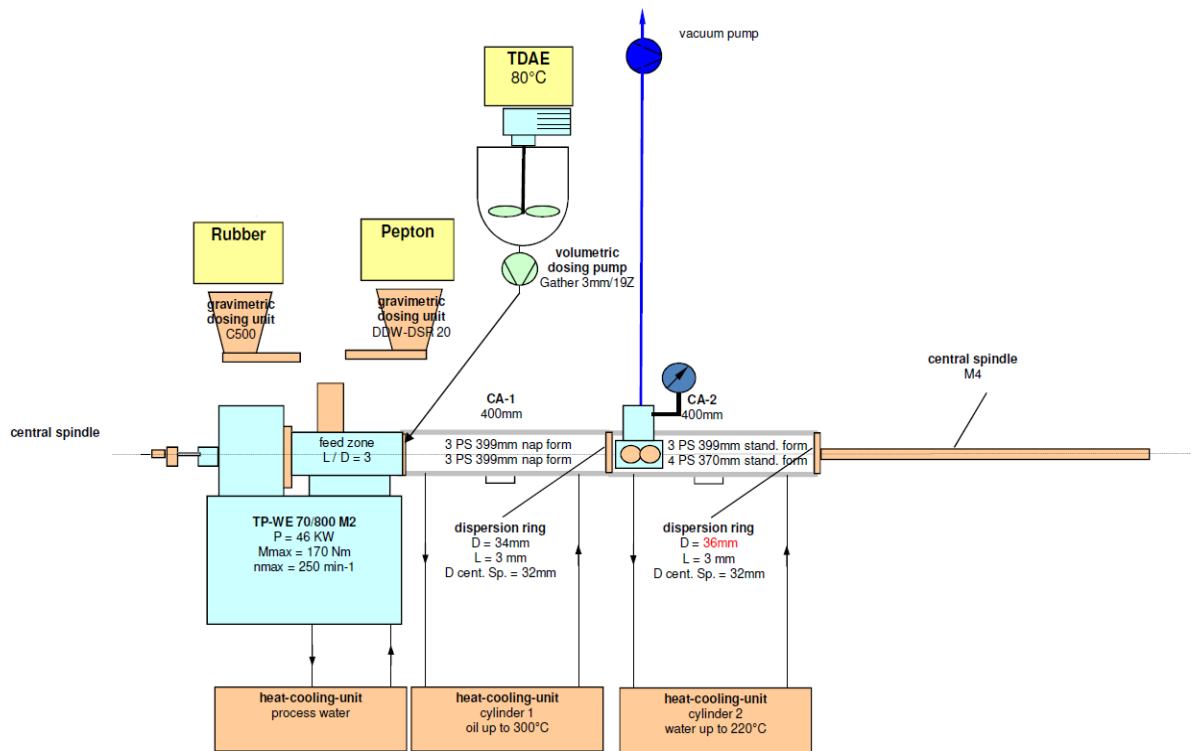 vacuum pump
TDAE
80°C
Rubber
Pepton
volumetric
dosing pump
Gather 3mm/19Z
gravimetric
dosing unit
C500
gravimetric
dosing unit
DDW-DSR 20
central spindle
M4
CA-1
400mm
CA-2
400mm
central spindle
feed zone
L / D = 3
3 PS 399mm nap form
3 PS 399mm nap form
3 PS 399mm stand. form
4 PS 370mm stand. form
TP-WE 70/800 M2
P = 46 KW
Mmax = 170 Nm
nmax = 250 min-1
dispersion ring
D = 34mm
L = 3 mm
D cent. Sp. = 32mm
dispersion ring
D = 36mm
L = 3 mm
D cent. Sp. = 32mm
heat-cooling-unit
process water
heat-cooling-unit
cylinder 1
oil up to 300°C
heat-cooling-unit
cylinder 2
water up to 220°C